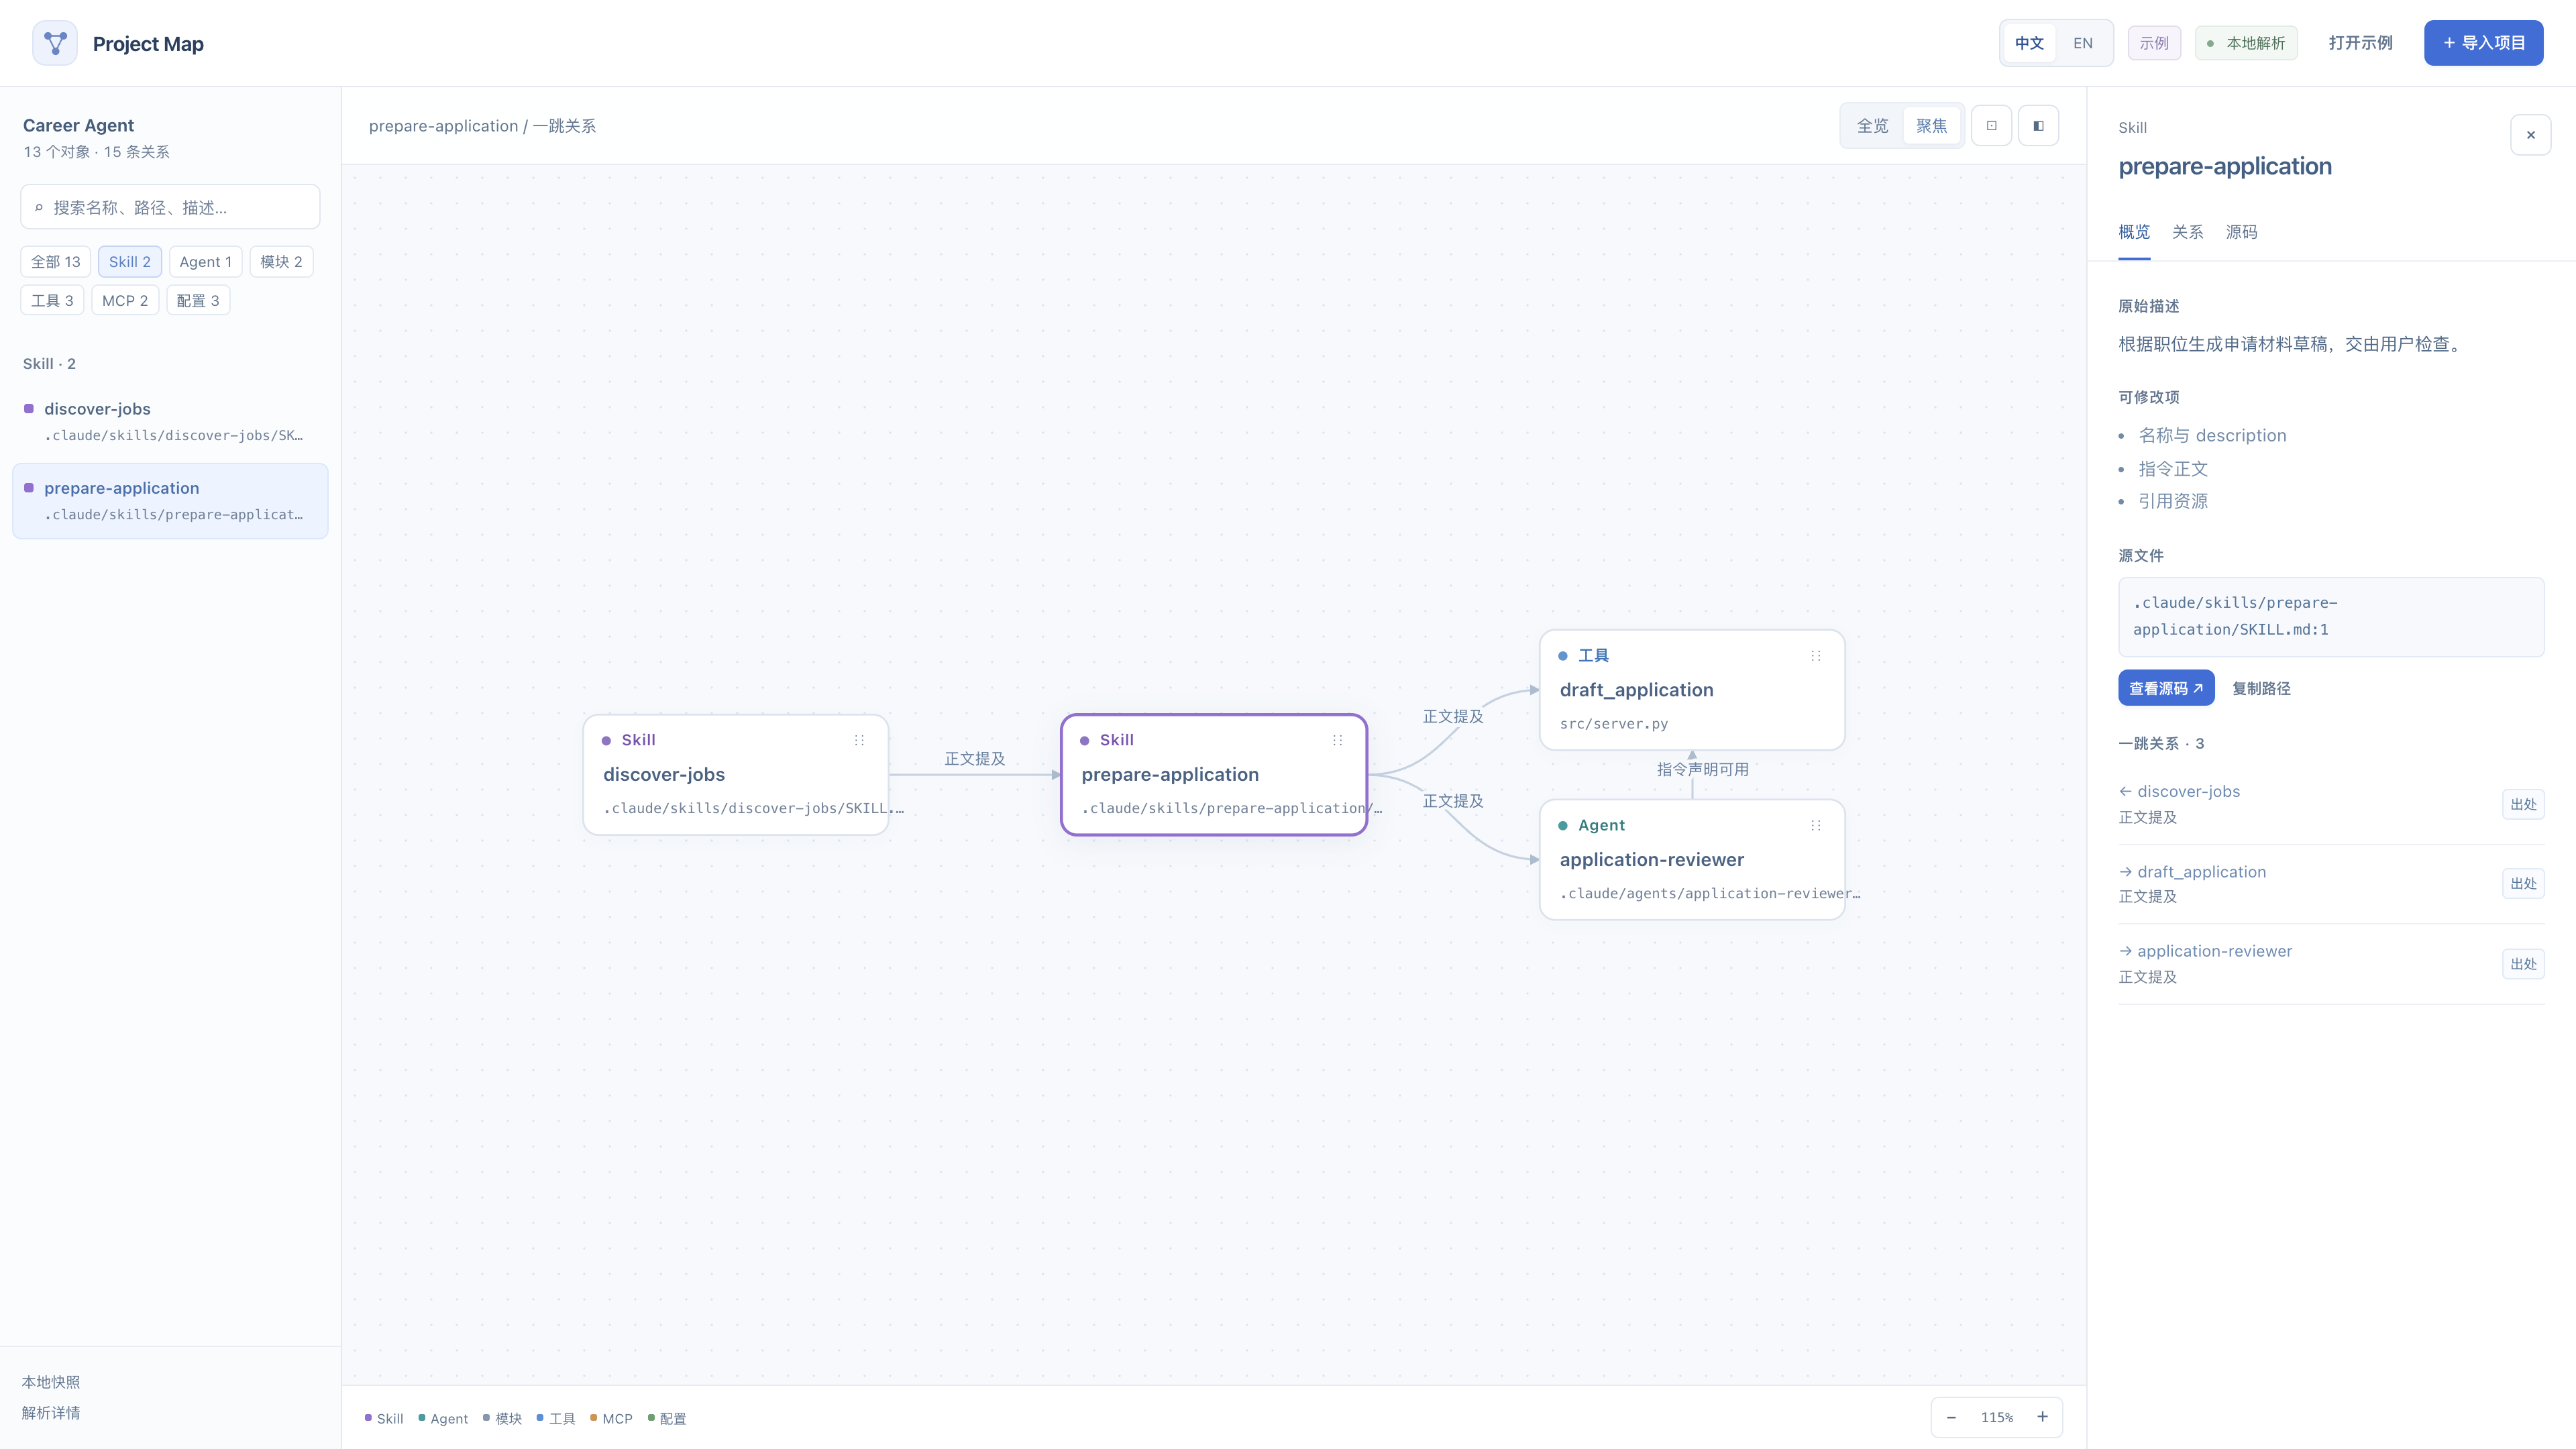 Project Map
中文
EN
示例
本地解析
打开示例
+ 导入项目
Career Agent
13 个对象 · 15 条关系
搜索名称、路径、描述...
全部 13
Skill 2
Agent 1
模块 2
工具 3
MCP 2
配置 3
Skill · 2
discover-jobs
.claude/skills/discover-jobs/SK…
prepare-application
.claude/skills/prepare-applicat…
本地快照
解析详情
prepare-application / 一跳关系
全览
聚焦
Skill
discover-jobs
.claude/skills/discover-jobs/SKILL.…
正文提及
Skill
prepare-application
.claude/skills/prepare-application/…
正文提及
正文提及
工具
draft_application
src/server.py
指令声明可用
Agent
application-reviewer
.claude/agents/application-reviewer…
Skill
Agent
模块
工具
MCP
配置
− 115% +
Skill
×
prepare-application
概览
关系
源码
原始描述
根据职位生成申请材料草稿，交由用户检查。
可修改项
• 名称与 description
• 指令正文
• 引用资源
源文件
.claude/skills/prepare-
application/SKILL.md:1
查看源码 ↗
复制路径
一跳关系 · 3
← discover-jobs
正文提及
出处
→ draft_application
正文提及
出处
→ application-reviewer
正文提及
出处